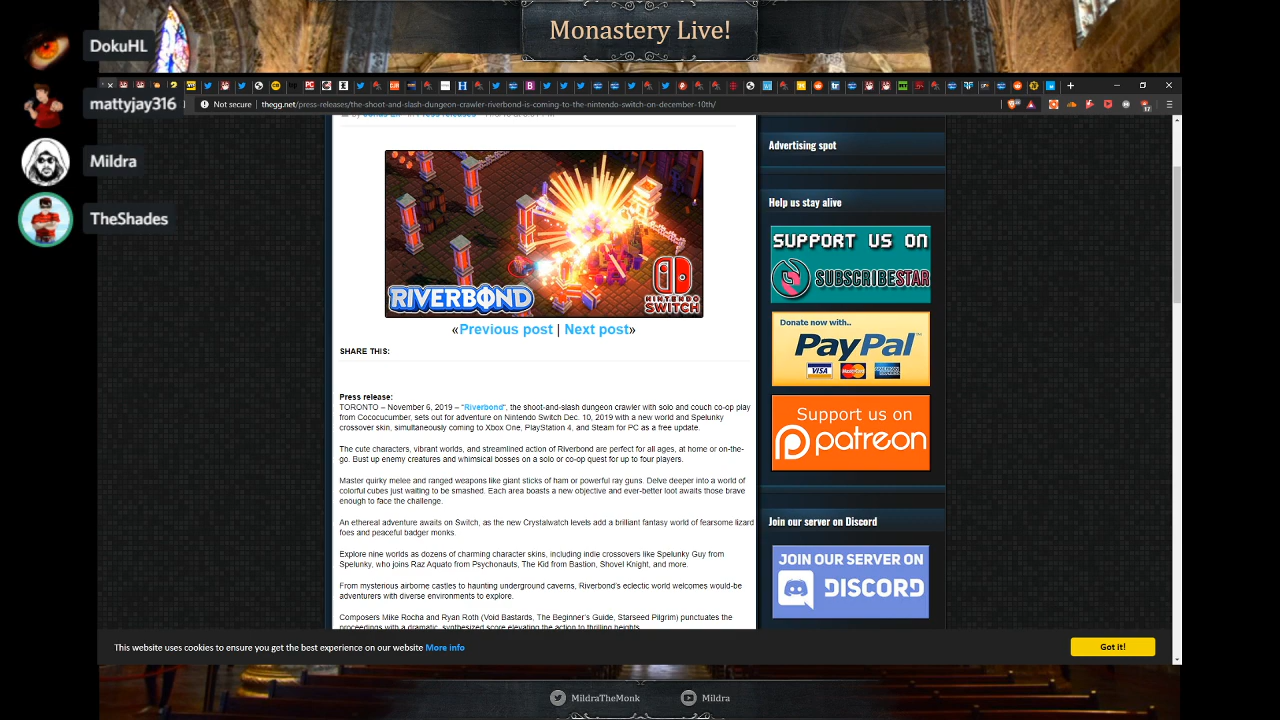 Monastery Live!
DokuHL
mattyjay316
Mildra
TheShades
Not secure
thegg.net/press-releases/the-shoot-and-slash-dungeon-crawler-riverbond-is-coming-to-the-nintendo-switch-on-december-10th/
RIVERBOND
NINTENDO
SWITCH
«Previous post | Next post»
SHARE THIS:
Press release:
TORONTO – November 6, 2019 – "Riverbond", the shoot-and-slash dungeon crawler with solo and couch co-op play
from Cococucumber, sets out for adventure on Nintendo Switch Dec. 10, 2019 with a new world and Spelunky
crossover skin, simultaneously coming to Xbox One, PlayStation 4, and Steam for PC as a free update.
The cute characters, vibrant worlds, and streamlined action of Riverbond are perfect for all ages, at home or on-the-
go. Bust up enemy creatures and whimsical bosses on a solo or co-op quest for up to four players.
Master quirky melee and ranged weapons like giant sticks of ham or powerful ray guns. Delve deeper into a world of
colorful cubes just waiting to be smashed. Each area boasts a new objective and ever-better loot awaits those brave
enough to face the challenge.
An ethereal adventure awaits on Switch, as the new Crystalwatch levels add a brilliant fantasy world of fearsome lizard
foes and peaceful badger monks.
Explore nine worlds as dozens of charming character skins, including indie crossovers like Spelunky Guy from
Spelunky, who joins Raz Aquato from Psychonauts, The Kid from Bastion, Shovel Knight, and more.
From mysterious airborne castles to haunting underground caverns, Riverbond's eclectic world welcomes would-be
adventurers with diverse environments to explore.
Composers Mike Rocha and Ryan Roth (Void Bastards, The Beginner's Guide, Starseed Pilgrim) punctuates the
proceedings with a dramatic, synthesized score elevating the action to thrilling heights.
Advertising spot
Help us stay alive
SUPPORT US ON
SUBSCRIBESTAR
Donate now with..
PayPal
VISA
MasterCard
Support us on
patreon
Join our server on Discord
JOIN OUR SERVER ON
DISCORD
This website uses cookies to ensure you get the best experience on our website More info
Got it!
MildraTheMonk
Mildra